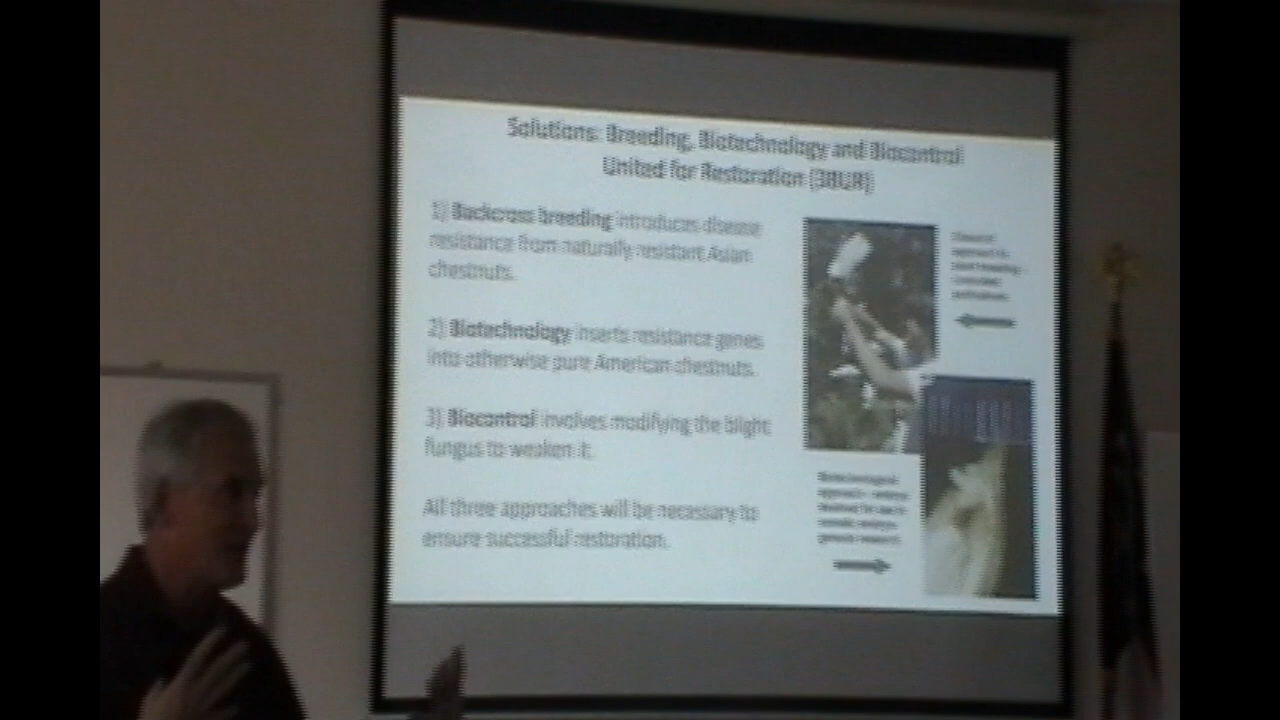 Solutions: Breeding, Biotechnology and Biocontrol
United for Restoration (3BUR)
1) Backcross breeding introduces disease
resistance from naturally resistant Asian
chestnuts.
2) Biotechnology inserts resistance genes
into otherwise pure American chestnuts.
3) Biocontrol involves modifying the blight
fungus to weaken it.
All three approaches will be necessary to
ensure successful restoration.